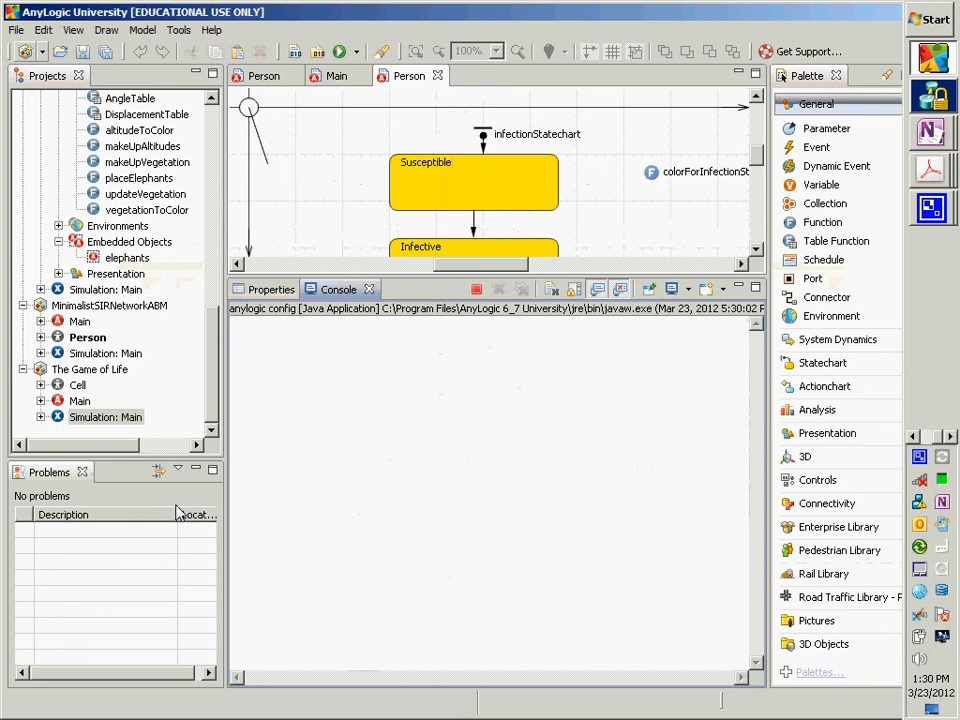 AnyLogic University [EDUCATIONAL USE ONLY]
Start
File Edit View Draw Model Tools Help
100%
Get Support...
Projects
Person
Main
Person
Palette
AngleTable
DisplacementTable
altitudeToColor
makeUpAltitudes
makeUpVegetation
placeElephants
updateVegetation
vegetationToColor
Environments
Embedded Objects
elephants
Presentation
Simulation: Main
MinimalistSIRNetworkABM
Main
Person
Simulation: Main
The Game of Life
Cell
Main
Simulation: Main
infectionStatechart
Susceptible
colorForInfectionSt
Infective
Properties
Console
anylogic config [Java Application] C:\Program Files\AnyLogic 6_7 University\jre\bin\javaw.exe (Mar 23, 2012 5:30:02 P
General
Parameter
Event
Dynamic Event
Variable
Collection
Function
Table Function
Schedule
Port
Connector
Environment
System Dynamics
Statechart
Actionchart
Analysis
Presentation
3D
Controls
Connectivity
Enterprise Library
Pedestrian Library
Rail Library
Road Traffic Library - F
Pictures
3D Objects
Palettes...
Problems
No problems
Description
ocat...
1:30 PM
3/23/2012